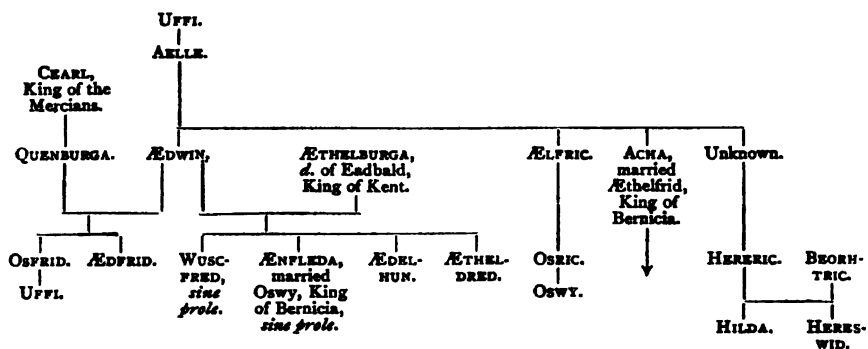 UFFI.
AELLE.
CEARL,
King of the
Mercians.
QUENBURGA.
ÆDWIN,
ÆTHELBURGA,
d. of Eadbald,
King of Kent.
ÆLFRIC.
ACHA,
married
Æthelfrid,
King of
Bernicia.
Unknown.
OSFRID.
UFFI.
ÆDFRID.
WUSC-
FRED,
sine
prole.
ÆNFLEDA,
married
Oswy, King
of Bernicia,
sine prole.
ÆDEL-
HUN.
ÆTHEL-
DRED.
OSRIC.
OSWY.
HERERIC.
BEORH-
TRIC.
HILDA.
HERES-
WID.